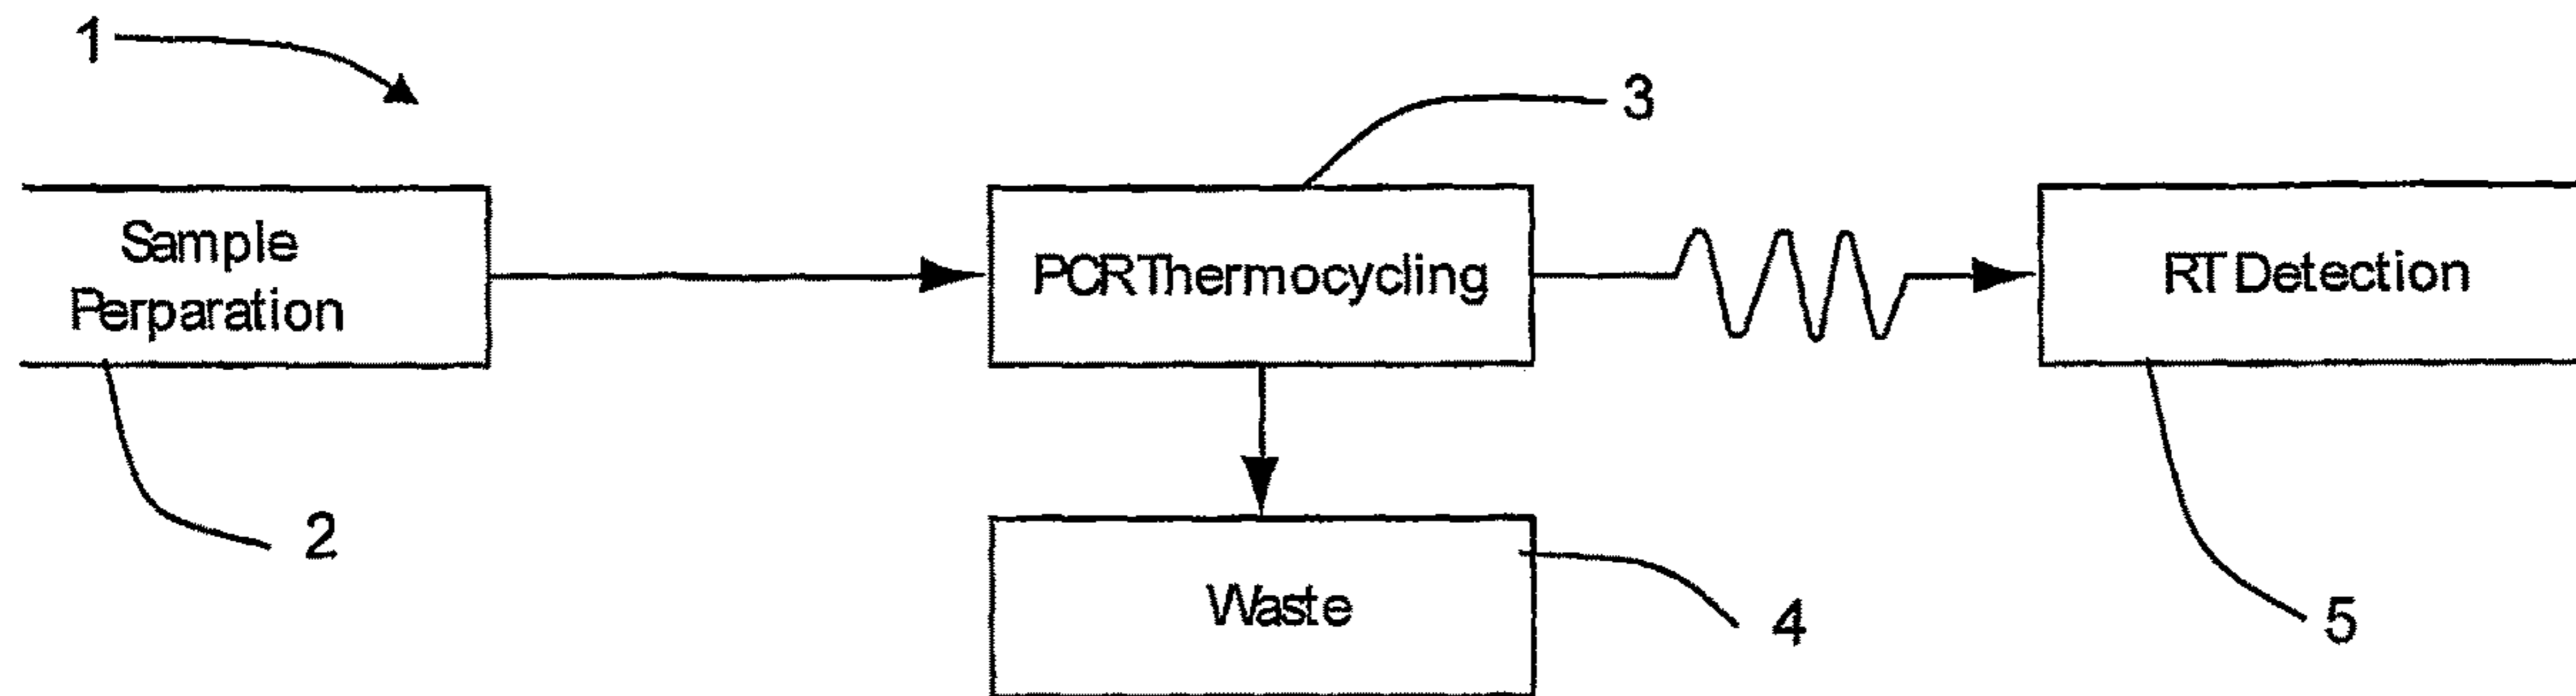 1
3
Sample
Perparation
PCRThermocycling
RT Detection
2
Waste
4
5